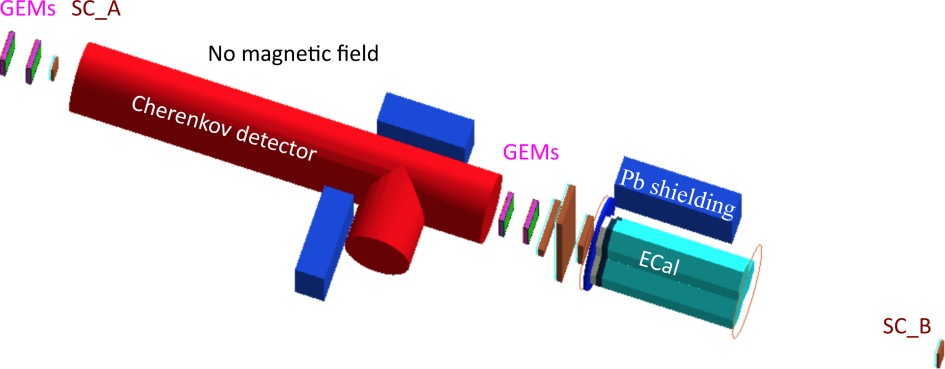 GEMs SC_A
No magnetic field
Cherenkov detector
GEMs
Pb shielding
ECal
SC_B